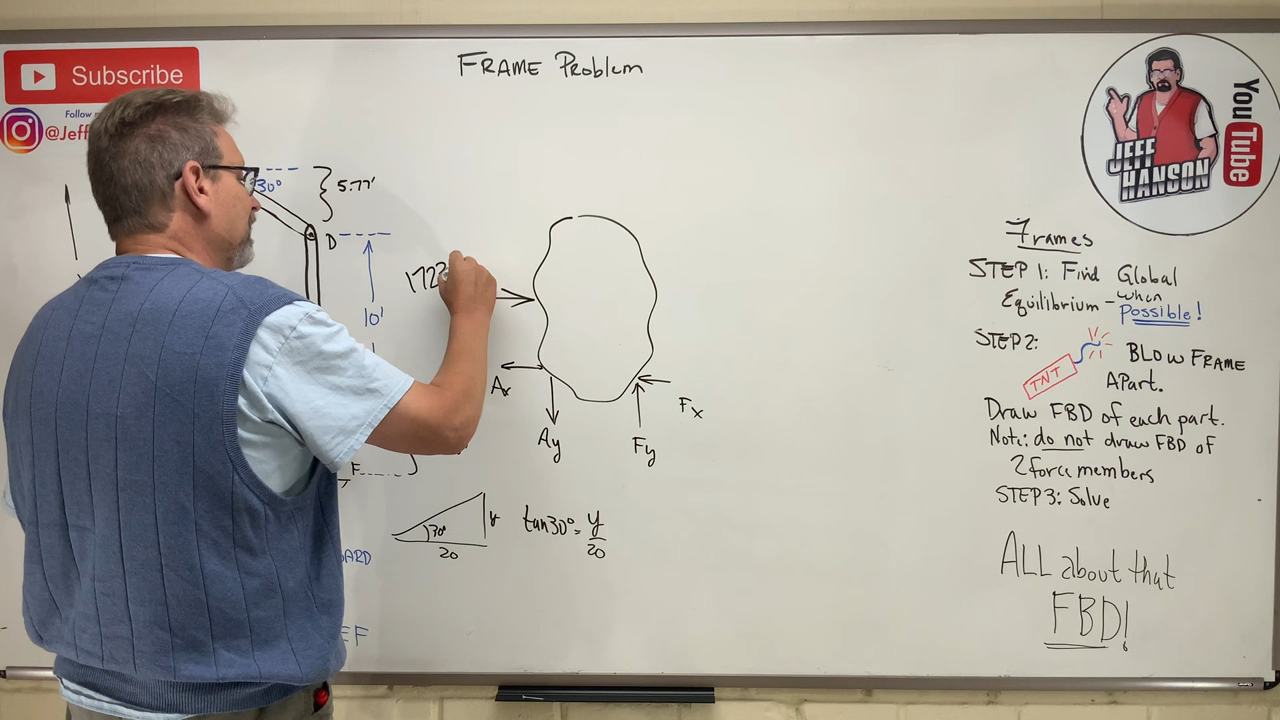 FRAME Problem
Subscribe
Follow
@Jeff
JEFF
HANSON
YouTube
30°
5.77'
D
10'
F
172
Ax
Ay
Fy
Fx
30°
20
y
tan30° = y
20
Frames
STEP 1: Find Global
Equilibrium - when
Possible!
STEP 2:
TNT
BLOW FRAME
APart.
Draw FBD of each part.
Note: do not draw FBD of
2 force members
STEP 3: Solve
ALL about that
FBD!